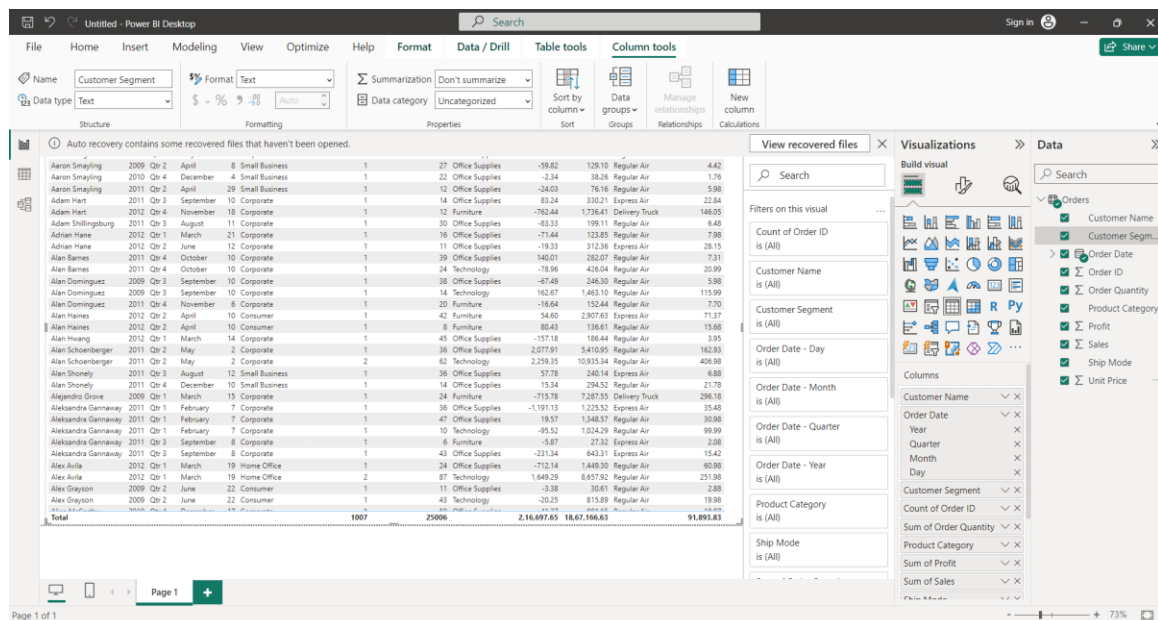 Untitled - Power BI Desktop
Search
Sign in
File Home Insert Modeling View Optimize Help Format Data / Drill Table tools Column tools
Share
Name Customer Segment
Data type Text
Structure
Format Text
$ % 9 Auto
Formatting
Summarization Don't summarize
Data category Uncategorized
Properties
Sort by column
Sort
Data groups
Groups
Manage relationships
Relationships
New column
Calculations
Auto recovery contains some recovered files that haven't been opened.
View recovered files
Aaron Smayling 2009 Qtr 2 April 8 Small Business 1 27 Office Supplies -59.82 129.10 Regular Air 4.42
Aaron Smayling 2010 Qtr 4 December 4 Small Business 1 22 Office Supplies -2.34 38.26 Regular Air 1.76
Aaron Smayling 2011 Qtr 2 April 29 Small Business 1 12 Office Supplies -24.03 76.16 Regular Air 5.98
Adam Hart 2011 Qtr 3 September 10 Corporate 1 14 Office Supplies 83.24 330.21 Express Air 22.84
Adam Hart 2012 Qtr 4 November 18 Corporate 1 12 Furniture -762.44 1,736.41 Delivery Truck 146.05
Adam Shillingsburg 2011 Qtr 3 August 11 Corporate 1 30 Office Supplies -83.33 199.11 Regular Air 6.48
Adrian Hane 2012 Qtr 1 March 21 Corporate 1 16 Office Supplies -71.44 123.85 Regular Air 7.98
Adrian Hane 2012 Qtr 2 June 12 Corporate 1 11 Office Supplies -19.33 312.36 Express Air 28.15
Alan Barnes 2011 Qtr 4 October 10 Corporate 1 39 Office Supplies 140.01 282.07 Regular Air 7.31
Alan Barnes 2011 Qtr 4 October 10 Corporate 1 24 Technology -78.96 426.04 Regular Air 20.99
Alan Dominguez 2009 Qtr 3 September 10 Corporate 1 38 Office Supplies -67.49 246.30 Regular Air 5.98
Alan Dominguez 2009 Qtr 3 September 10 Corporate 1 14 Technology 162.67 1,463.10 Regular Air 115.99
Alan Dominguez 2011 Qtr 4 November 6 Corporate 1 20 Furniture -16.64 152.44 Regular Air 7.70
Alan Haines 2012 Qtr 2 April 10 Consumer 1 42 Furniture 54.60 2,907.63 Express Air 71.37
Alan Haines 2012 Qtr 2 April 10 Consumer 1 8 Furniture 80.43 136.61 Regular Air 15.68
Alan Hwang 2012 Qtr 1 March 14 Corporate 1 45 Office Supplies -157.18 186.44 Regular Air 3.95
Alan Schoenberger 2011 Qtr 2 May 2 Corporate 1 36 Office Supplies 2,077.91 5,410.95 Regular Air 162.93
Alan Schoenberger 2011 Qtr 2 May 2 Corporate 2 62 Technology 2,259.35 10,935.34 Regular Air 406.98
Alan Shonely 2011 Qtr 3 August 12 Small Business 1 36 Office Supplies 57.78 240.14 Express Air 6.88
Alan Shonely 2011 Qtr 4 December 10 Small Business 1 14 Office Supplies 15.34 294.52 Regular Air 21.78
Alejandro Grove 2009 Qtr 1 March 15 Corporate 1 24 Furniture -715.78 7,287.55 Delivery Truck 296.18
Aleksandra Gannaway 2011 Qtr 1 February 7 Corporate 1 36 Office Supplies -1,191.13 1,225.52 Express Air 35.48
Aleksandra Gannaway 2011 Qtr 1 February 7 Corporate 1 47 Office Supplies 19.57 1,348.57 Regular Air 30.98
Aleksandra Gannaway 2011 Qtr 1 February 7 Corporate 1 10 Technology -95.52 1,024.29 Regular Air 99.99
Aleksandra Gannaway 2011 Qtr 3 September 8 Corporate 1 6 Furniture -5.87 27.32 Express Air 2.08
Aleksandra Gannaway 2011 Qtr 3 September 8 Corporate 1 43 Office Supplies -231.34 643.31 Express Air 15.42
Alex Avila 2012 Qtr 1 March 19 Home Office 1 24 Office Supplies -712.14 1,449.30 Regular Air 60.98
Alex Avila 2012 Qtr 1 March 19 Home Office 2 87 Technology 1,649.29 8,657.92 Regular Air 251.98
Alex Grayson 2009 Qtr 2 June 22 Consumer 1 11 Office Supplies -3.38 30.61 Regular Air 2.88
Alex Grayson 2009 Qtr 2 June 22 Consumer 1 43 Technology -20.25 815.89 Regular Air 19.98
Total 1007 25006 2,16,697.65 18,67,166.63 91,893.83
Search
Filters on this visual ...
Count of Order ID
is (All)
Customer Name
is (All)
Customer Segment
is (All)
Order Date - Day
is (All)
Order Date - Month
is (All)
Order Date - Quarter
is (All)
Order Date - Year
is (All)
Product Category
is (All)
Ship Mode
is (All)
Visualizations
Build visual
R Py
Columns
Customer Name
Order Date
Year
Quarter
Month
Day
Customer Segment
Count of Order ID
Sum of Order Quantity
Product Category
Sum of Profit
Sum of Sales
Ship Mode
Data
Search
Orders
Customer Name
Customer Segm...
Order Date
Order ID
Order Quantity
Product Category
Profit
Sales
Ship Mode
Unit Price
Page 1
Page 1 of 1
73%